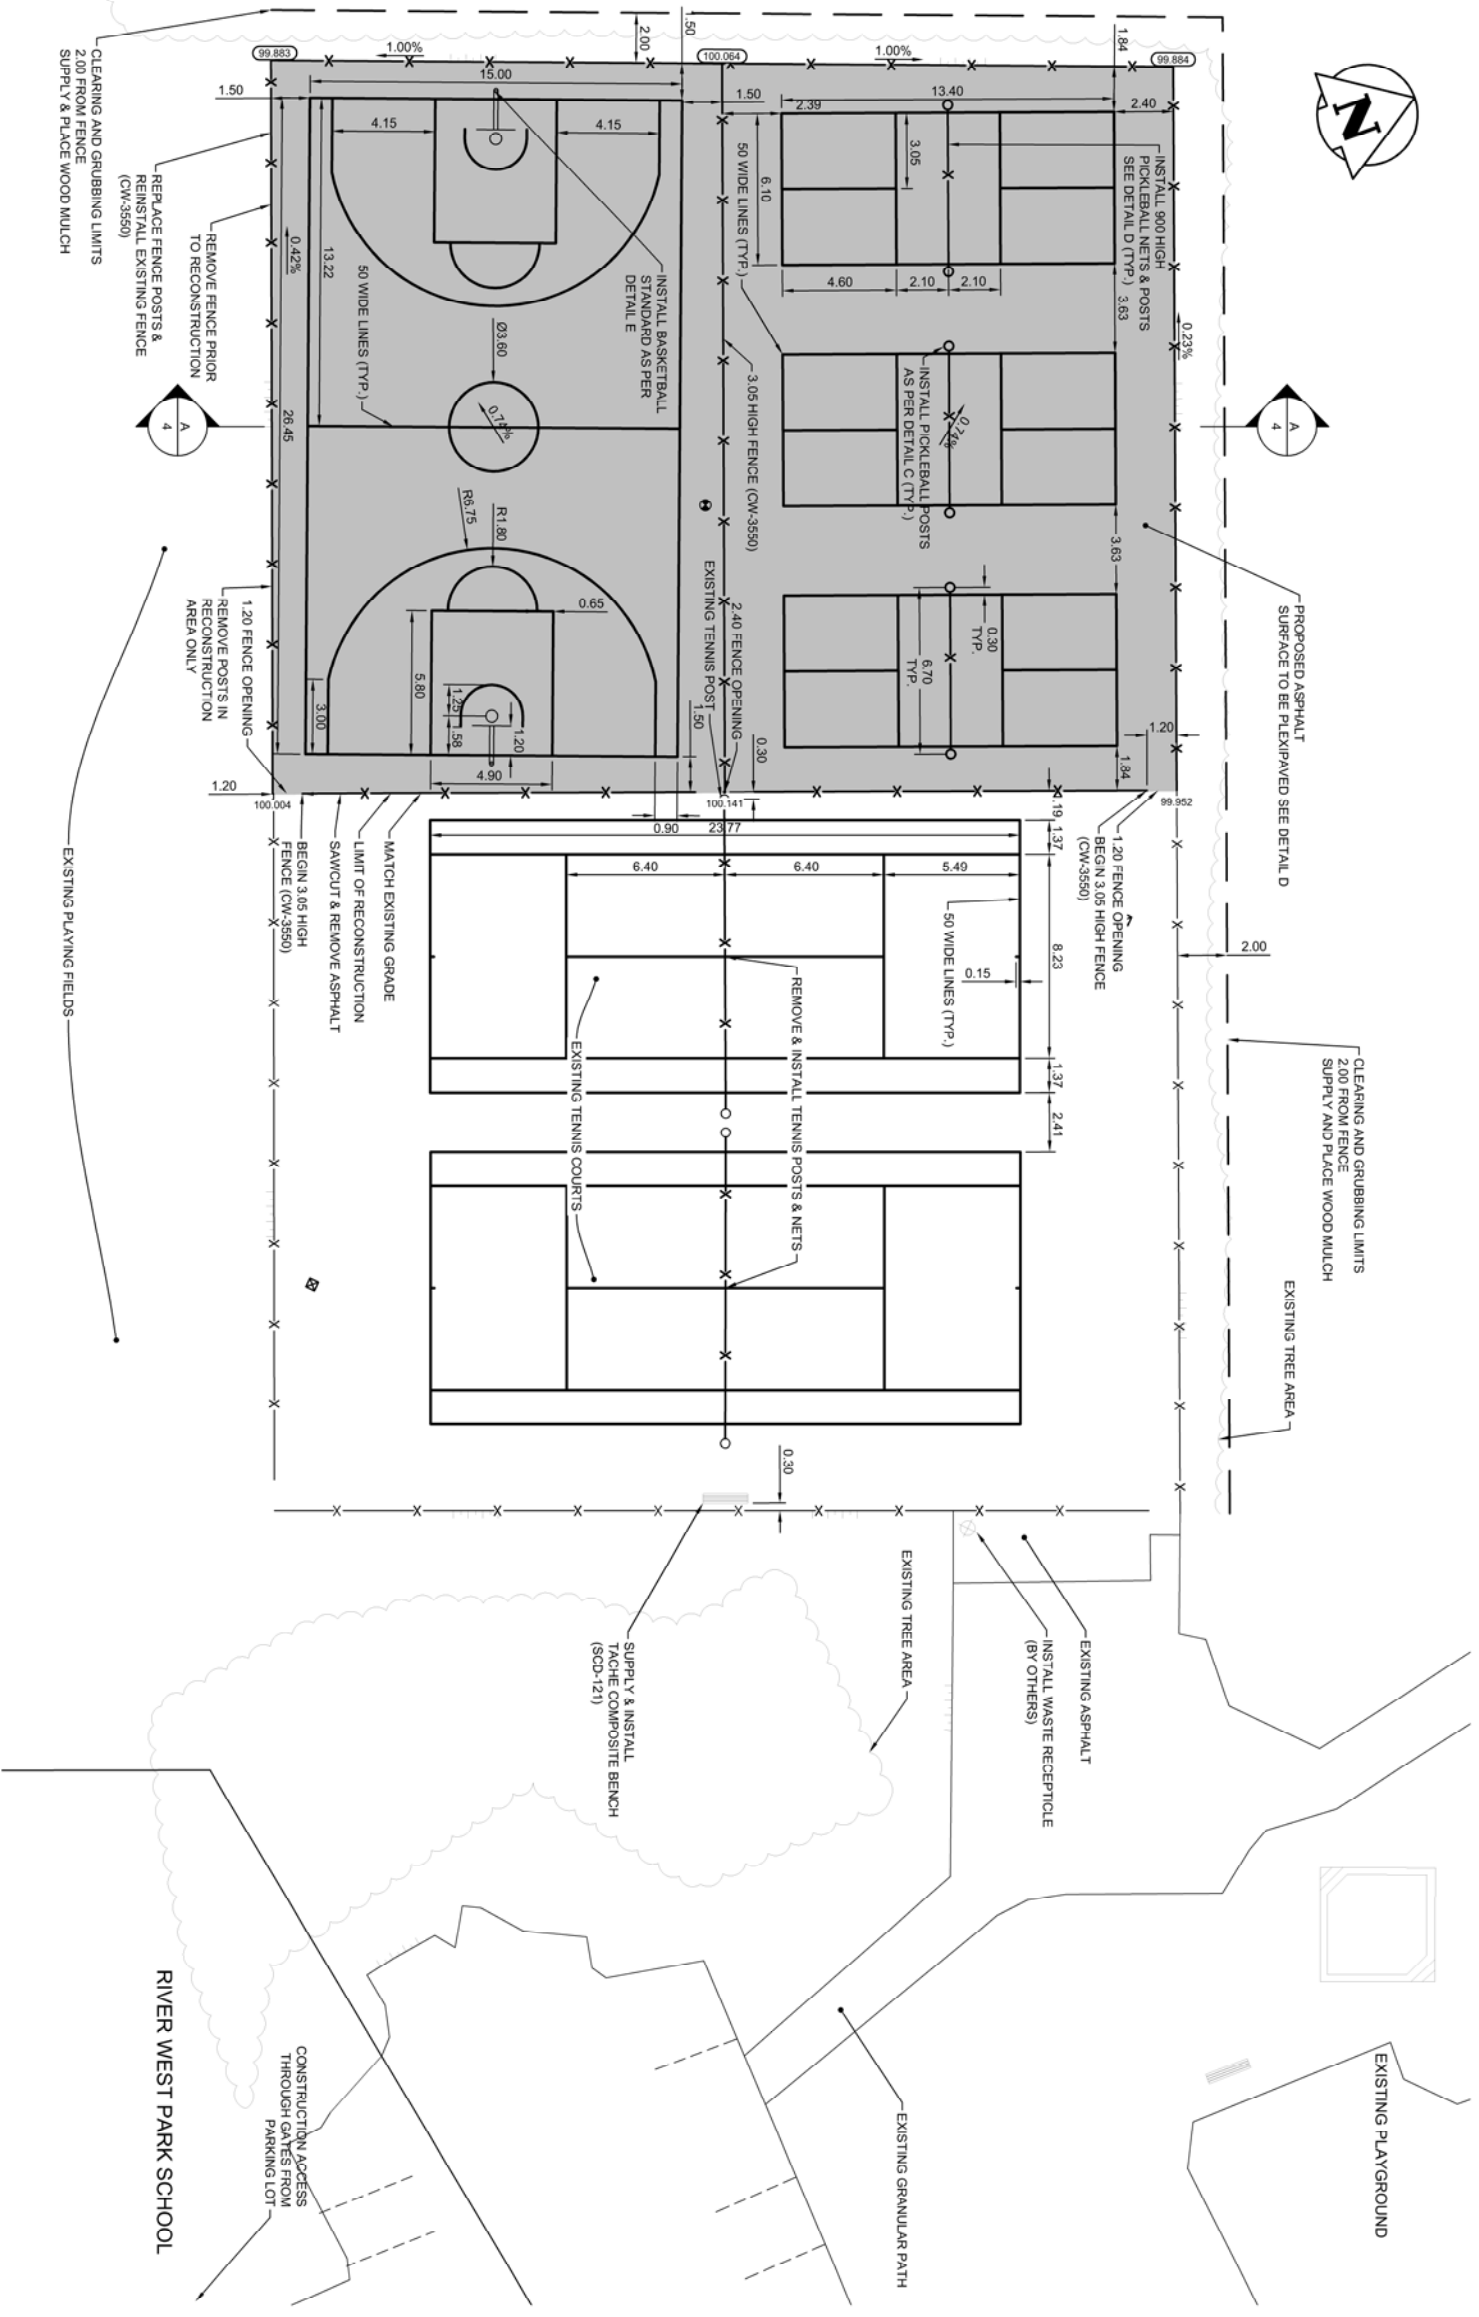 CLEARING AND GRUBBING LIMITS
2.00 FROM FENCE
SUPPLY & PLACE WOOD MULCH
REPLACE FENCE POSTS &
REINSTALL EXISTING FENCE
(CW-3550)
REMOVE FENCE PRIOR
TO RECONSTRUCTION
2.00
.50
1.84
99.883
1.00%
100.064
1.00%
99.884
N
15.00
1.50
1.50
13.40
2.39
2.40
4.15
4.15
3.05
6.10
50 WIDE LINES (TYP.)
INSTALL 900 HIGH
PICKLEBALL NETS & POSTS
SEE DETAIL D (TYP.)
3.63
0.42%
13.22
50 WIDE LINES (TYP.)
INSTALL BASKETBALL
STANDARD AS PER
DETAIL E
4.60
2.10
2.10
0.23%
Ø3.60
0.74%
26.45
A
4
A
4
3.05 HIGH FENCE (CW-3550)
INSTALL PICKLEBALL POSTS
AS PER DETAIL C (TYP.)
0.74%
R6.75
R1.80
3.63
PROPOSED ASPHALT
SURFACE TO BE PLEXIPAVED SEE DETAIL D
0.65
EXISTING TENNIS POST
2.40 FENCE OPENING
0.30
TYP.
6.70
TYP.
1.20 FENCE OPENING
REMOVE POSTS IN
RECONSTRUCTION
AREA ONLY
5.80
3.00
1.25
1.58
1.20
1.50
0.30
1.20
1.84
4.90
1.20
100.004
100.141
99.952
1.19
0.90
23.77
1.37
BEGIN 3.05 HIGH
FENCE (CW-3550)
SAWCUT & REMOVE ASPHALT
LIMIT OF RECONSTRUCTION
MATCH EXISTING GRADE
6.40
6.40
5.49
50 WIDE LINES (TYP.)
0.15
8.23
1.20 FENCE OPENING
BEGIN 3.05 HIGH FENCE
(CW-3550)
2.00
EXISTING PLAYING FIELDS
EXISTING TENNIS COURTS
REMOVE & INSTALL TENNIS POSTS & NETS
1.37
2.41
CLEARING AND GRUBBING LIMITS
2.00 FROM FENCE
SUPPLY AND PLACE WOOD MULCH
EXISTING TREE AREA
0.30
SUPPLY & INSTALL
TACHE COMPOSITE BENCH
(SCD-121)
EXISTING TREE AREA
INSTALL WASTE RECEPTICLE
(BY OTHERS)
EXISTING ASPHALT
RIVER WEST PARK SCHOOL
CONSTRUCTION ACCESS
THROUGH GATES FROM
PARKING LOT
EXISTING GRANULAR PATH
EXISTING PLAYGROUND